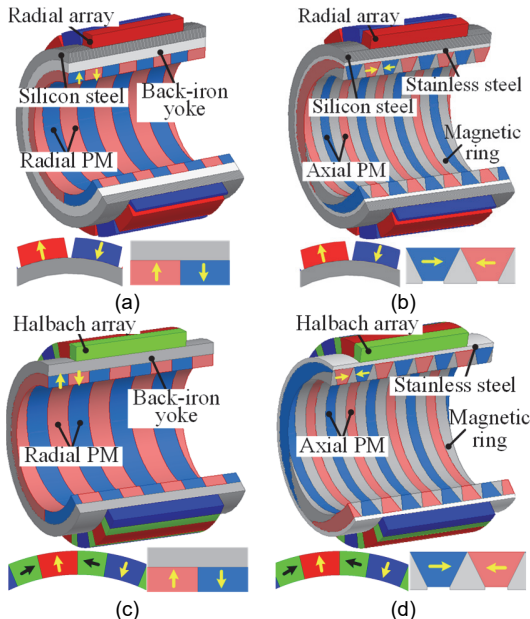 (a)
Radial array
Silicon steel
Back-iron
yoke
Radial PM
(a)
(b)
Radial array
Stainless steel
Silicon steel
Magnetic
ring
Axial PM
(b)
(c)
Halbach array
Back-iron
yoke
Radial PM
(c)
(d)
Halbach array
Stainless steel
Magnetic
ring
Axial PM
(d)